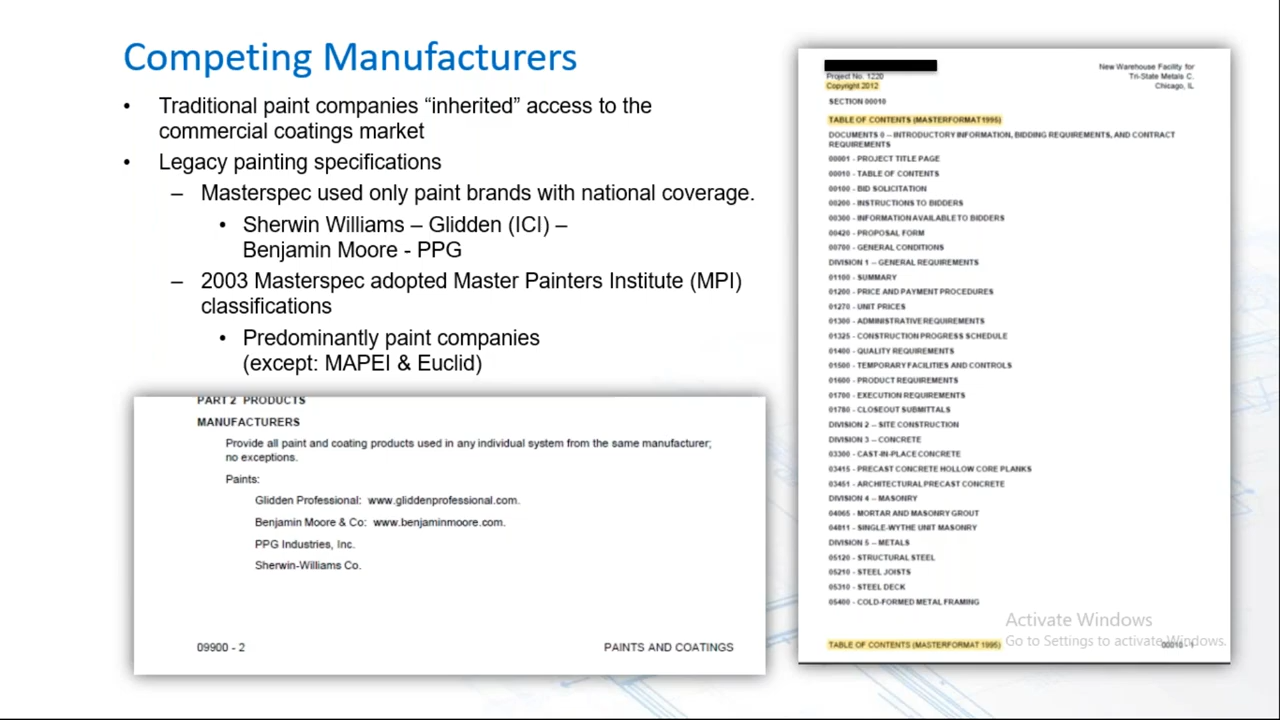 Competing Manufacturers
• Traditional paint companies “inherited” access to the
commercial coatings market
• Legacy painting specifications
– Masterspec used only paint brands with national coverage.
• Sherwin Williams – Glidden (ICI) –
Benjamin Moore - PPG
– 2003 Masterspec adopted Master Painters Institute (MPI)
classifications
• Predominantly paint companies
(except: MAPEI & Euclid)
PART 2 PRODUCTS
MANUFACTURERS
Provide all paint and coating products used in any individual system from the same manufacturer;
no exceptions.
Paints:
Glidden Professional: www.gliddenprofessional.com.
Benjamin Moore & Co: www.benjaminmoore.com.
PPG Industries, Inc.
Sherwin-Williams Co.
09900 - 2 PAINTS AND COATINGS
New Warehouse Facility for
Project No. 1220 Tri-State Metals C.
Copyright 2012 Chicago, IL
SECTION 00010
TABLE OF CONTENTS (MASTERFORMAT 1995)
DOCUMENTS 0 -- INTRODUCTORY INFORMATION, BIDDING REQUIREMENTS, AND CONTRACT
REQUIREMENTS
00001 - PROJECT TITLE PAGE
00010 - TABLE OF CONTENTS
00100 - BID SOLICITATION
00200 - INSTRUCTIONS TO BIDDERS
00300 - INFORMATION AVAILABLE TO BIDDERS
00420 - PROPOSAL FORM
00700 - GENERAL CONDITIONS
DIVISION 1 -- GENERAL REQUIREMENTS
01100 - SUMMARY
01200 - PRICE AND PAYMENT PROCEDURES
01270 - UNIT PRICES
01300 - ADMINISTRATIVE REQUIREMENTS
01325 - CONSTRUCTION PROGRESS SCHEDULE
01400 - QUALITY REQUIREMENTS
01500 - TEMPORARY FACILITIES AND CONTROLS
01600 - PRODUCT REQUIREMENTS
01700 - EXECUTION REQUIREMENTS
01780 - CLOSEOUT SUBMITTALS
DIVISION 2 -- SITE CONSTRUCTION
DIVISION 3 -- CONCRETE
03300 - CAST-IN-PLACE CONCRETE
03415 - PRECAST CONCRETE HOLLOW CORE PLANKS
03451 - ARCHITECTURAL PRECAST CONCRETE
DIVISION 4 -- MASONRY
04065 - MORTAR AND MASONRY GROUT
04811 - SINGLE-WYTHE UNIT MASONRY
DIVISION 5 -- METALS
05120 - STRUCTURAL STEEL
05210 - STEEL JOISTS
05310 - STEEL DECK
05400 - COLD-FORMED METAL FRAMING
Activate Windows
Go to Settings to activate Windows.
TABLE OF CONTENTS (MASTERFORMAT 1995) 00010 - 1